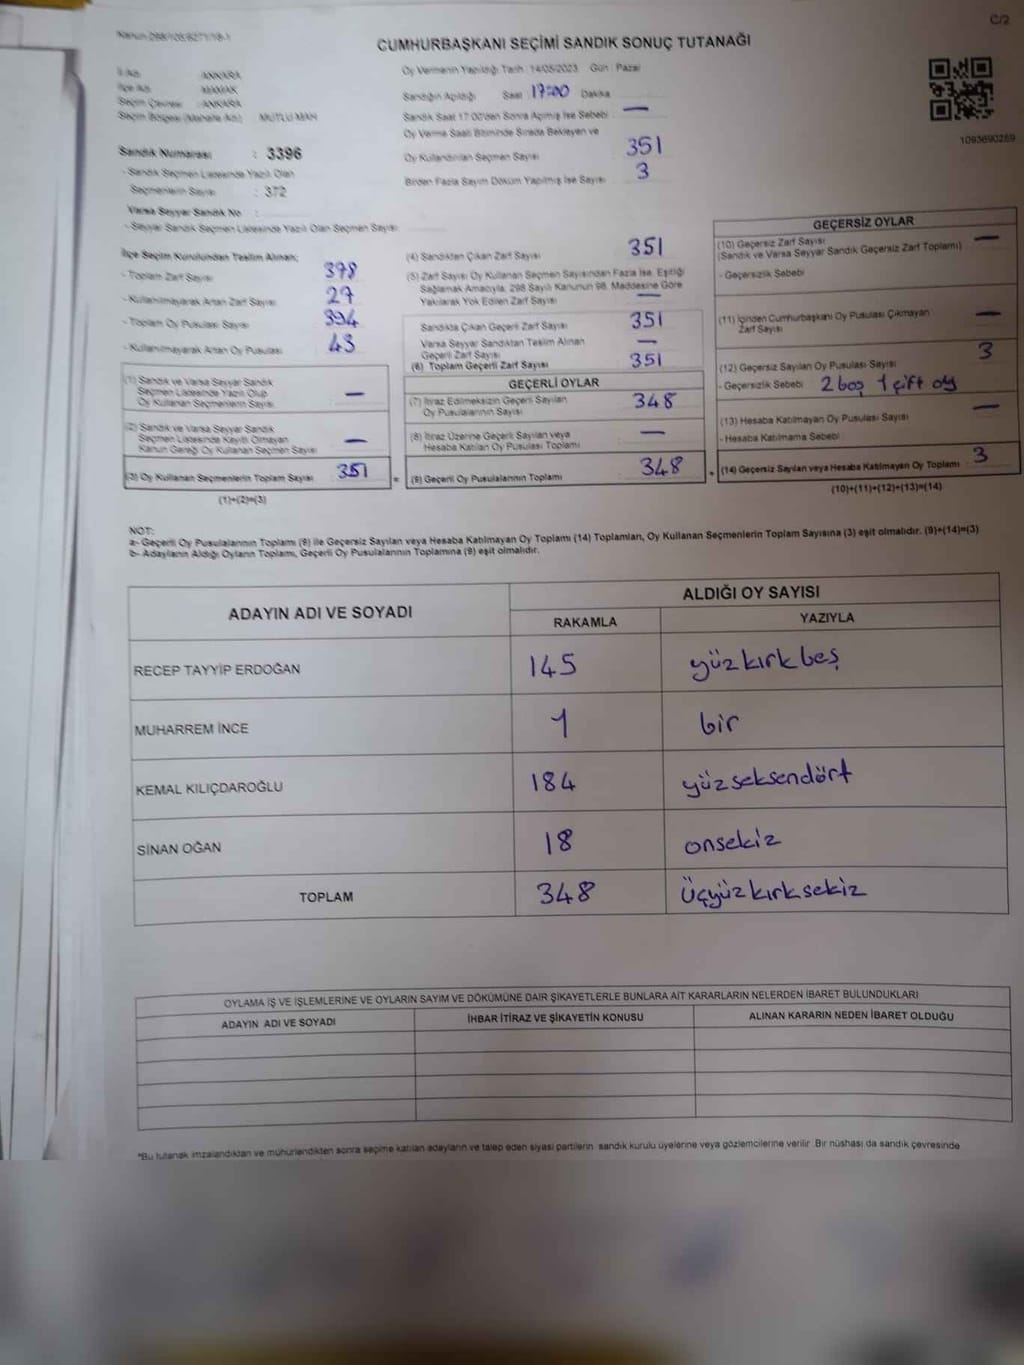 C/2
CUMHURBAŞKANI SEÇİMİ SANDIK SONUÇ TUTANAĞI
İl Adı : ANKARA
İlçe Adı : MAMAK
Seçim Çevresi : ANKARA
Seçim Bölgesi (Mahalle Adı) : MUTLU MAH
Sandık Numarası : 3396
- Sandık Seçmen Listesinde Yazılı Olan
Seçmenlerin Sayısı : 372
Varsa Seyyar Sandık No :
- Seyyar Sandık Seçmen Listesinde Yazılı Olan Seçmen Sayısı
Oy Vermenin Yapıldığı Tarih : 14/05/2023 Gün : Pazar
Sandığın Açıldığı Saat 17:00 Dakika
Sandık Saat 17:00'den Sonra Açılmış İse Sebebi —
Oy Verme Saati Bitiminde Sırada Bekleyen ve
Oy Kullandırılan Seçmen Sayısı 351
Birden Fazla Sayım Döküm Yapılmış İse Sayısı 3
1093690269
İlçe Seçim Kurulundan Teslim Alınan;
- Toplam Zarf Sayısı 378
- Kullanılmayarak Artan Zarf Sayısı 27
- Toplam Oy Pusulası Sayısı 394
- Kullanılmayarak Artan Oy Pusulası 43
(1) Sandık ve Varsa Seyyar Sandık
Seçmen Listesinde Yazılı Olup
Oy Kullanan Seçmenlerin Sayısı —
(2) Sandık ve Varsa Seyyar Sandık
Seçmen Listesinde Kayıtlı Olmayan
Kanun Gereği Oy Kullanan Seçmen Sayısı —
(3) Oy Kullanan Seçmenlerin Toplam Sayısı 351
(1)+(2)=(3)
(4) Sandıktan Çıkan Zarf Sayısı 351
(5) Zarf Sayısı Oy Kullanan Seçmen Sayısından Fazla İse, Eşitliği
Sağlamak Amacıyla, 298 Sayılı Kanunun 98. Maddesine Göre
Yakılarak Yok Edilen Zarf Sayısı —
Sandıkta Çıkan Geçerli Zarf Sayısı 351
Varsa Seyyar Sandıktan Teslim Alınan
Geçerli Zarf Sayısı —
(6) Toplam Geçerli Zarf Sayısı 351
GEÇERLİ OYLAR
(7) İtiraz Edilmeksizin Geçerli Sayılan
Oy Pusulalarının Sayısı 348
(8) İtiraz Üzerine Geçerli Sayılan veya
Hesaba Katılan Oy Pusulası Toplamı —
= (9) Geçerli Oy Pusulalarının Toplamı 348
GEÇERSİZ OYLAR
(10) Geçersiz Zarf Sayısı —
(Sandık ve Varsa Seyyar Sandık Geçersiz Zarf Toplamı)
- Geçersizlik Sebebi
(11) İçinden Cumhurbaşkanı Oy Pusulası Çıkmayan
Zarf Sayısı —
(12) Geçersiz Sayılan Oy Pusulası Sayısı 3
- Geçersizlik Sebebi 2 boş 1 çift oy
(13) Hesaba Katılmayan Oy Pusulası Sayısı —
- Hesaba Katılmama Sebebi
+ (14) Geçersiz Sayılan veya Hesaba Katılmayan Oy Toplamı 3
(10)+(11)+(12)+(13)=(14)
NOT:
a- Geçerli Oy Pusulalarının Toplamı (9) ile Geçersiz Sayılan veya Hesaba Katılmayan Oy Toplamı (14) Toplamları, Oy Kullanan Seçmenlerin Toplam Sayısına (3) eşit olmalıdır. (9)+(14)=(3)
b- Adayların Aldığı Oyların Toplamı, Geçerli Oy Pusulalarının Toplamına (9) eşit olmalıdır.
ADAYIN ADI VE SOYADI
ALDIĞI OY SAYISI
RAKAMLA YAZIYLA
RECEP TAYYİP ERDOĞAN 145 yüzkırkbeş
MUHARREM İNCE 1 bir
KEMAL KILIÇDAROĞLU 184 yüzseksendört
SİNAN OĞAN 18 onsekiz
TOPLAM 348 Üçyüzkırksekiz
OYLAMA İŞ VE İŞLEMLERİNE VE OYLARIN SAYIM VE DÖKÜMÜNE DAİR ŞİKAYETLERLE BUNLARA AİT KARARLARIN NELERDEN İBARET BULUNDUKLARI
ADAYIN ADI VE SOYADI İHBAR İTİRAZ VE ŞİKAYETİN KONUSU ALINAN KARARIN NEDEN İBARET OLDUĞU
*Bu tutanak imzalandıktan ve mühürlendikten sonra seçime katılan adayların ve talep eden siyasi partilerin sandık kurulu üyelerine veya gözlemcilerine verilir. Bir nüshası da sandık çevresinde